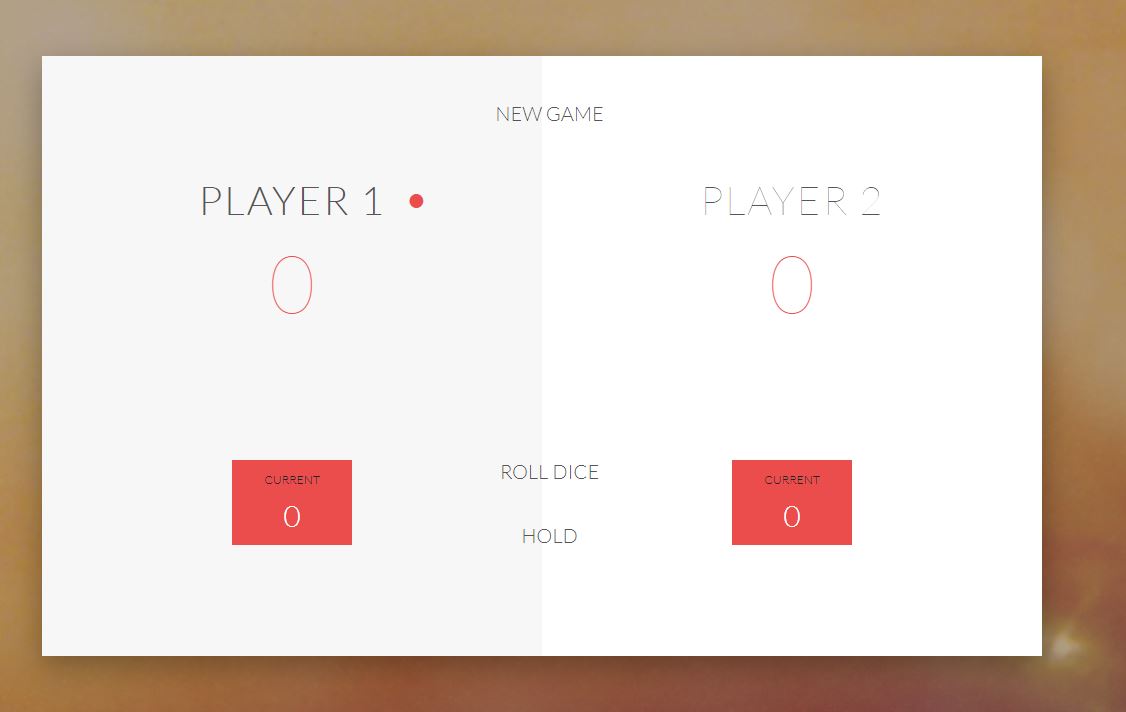 NEW GAME
PLAYER 1
PLAYER 2
0
0
CURRENT
0
ROLL DICE
HOLD
CURRENT
0